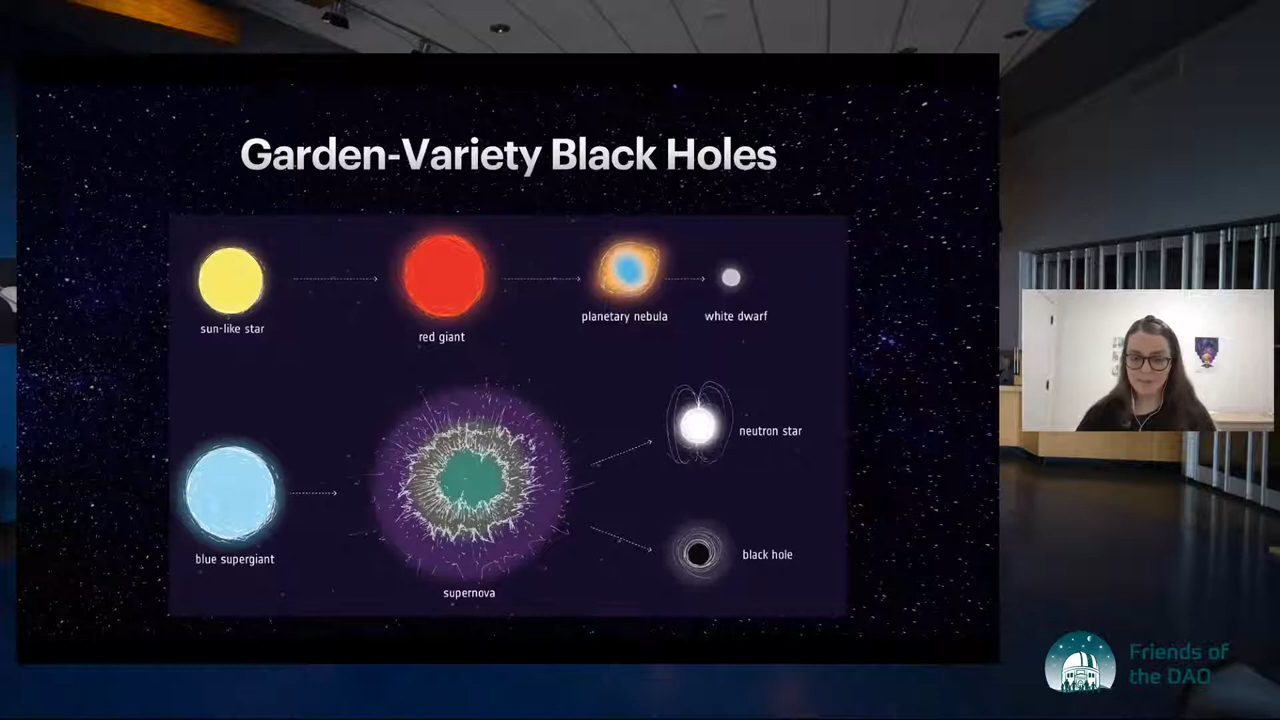 Garden-Variety Black Holes
sun-like star
red giant
planetary nebula
white dwarf
neutron star
blue supergiant
black hole
supernova
Friends of
the DAO